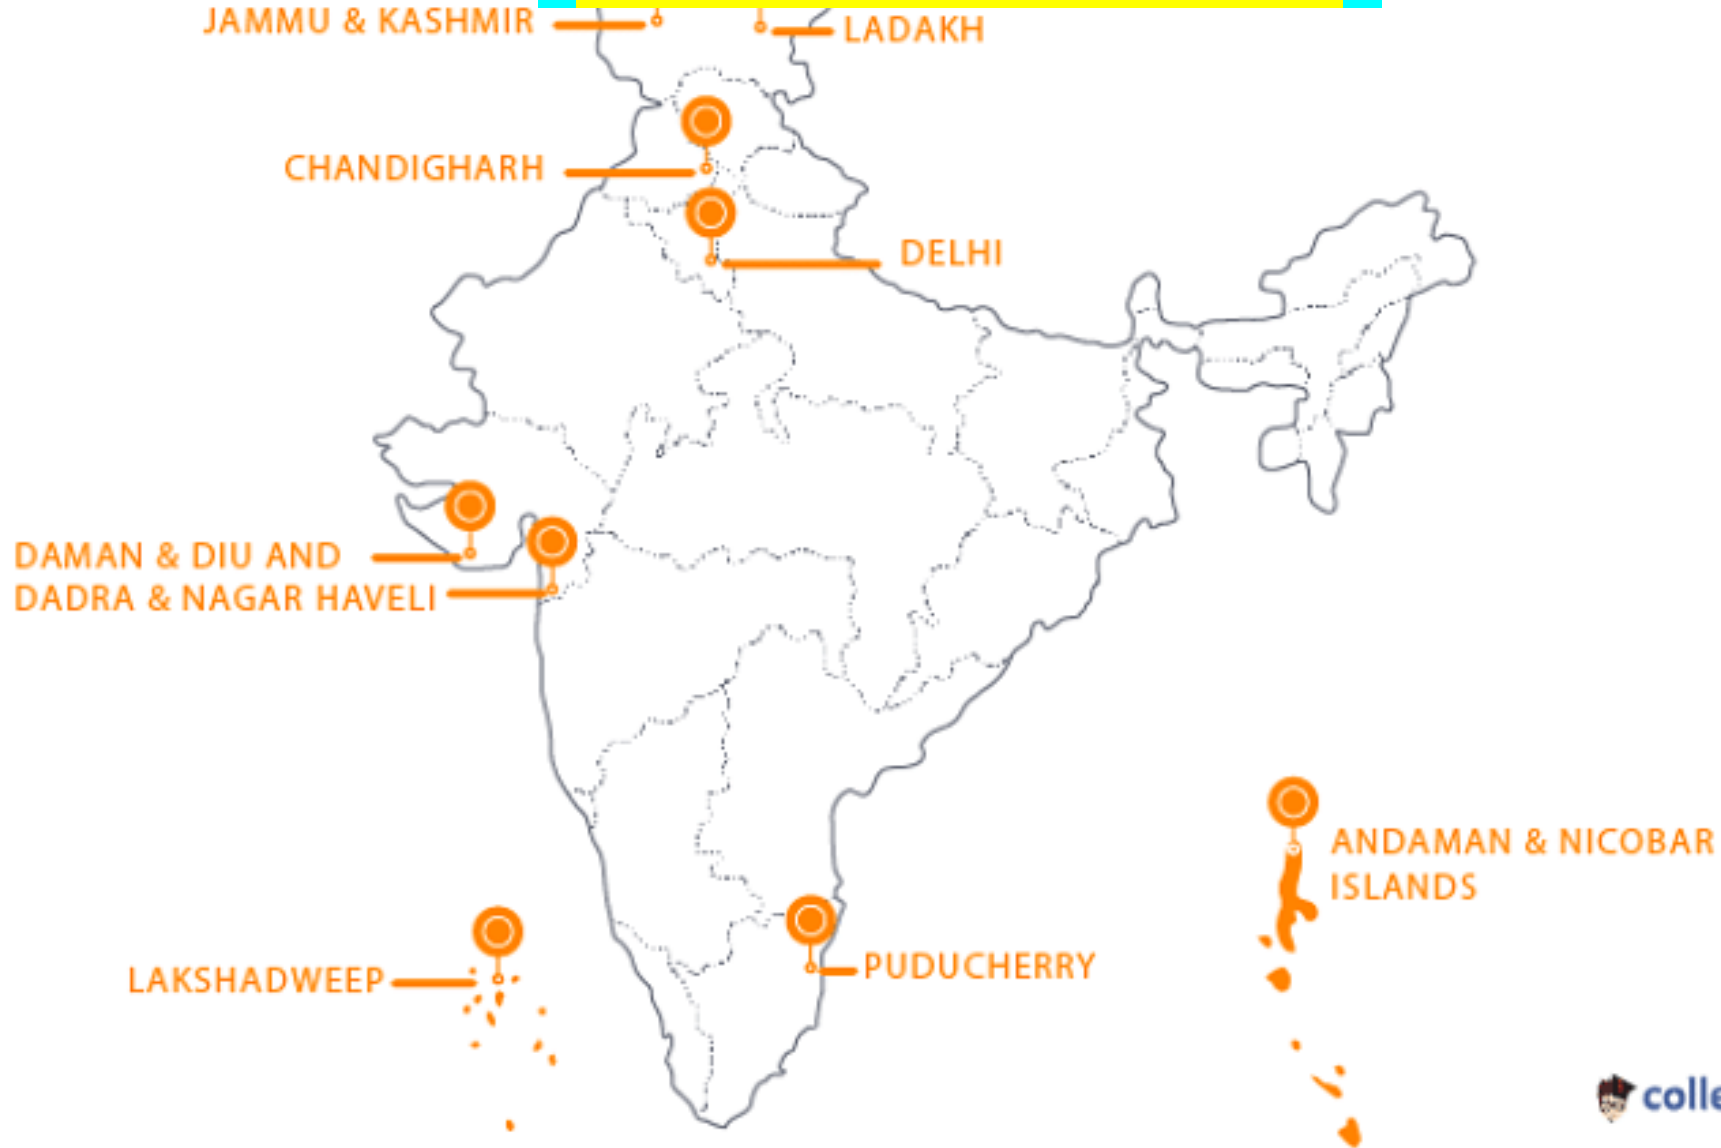 JAMMU & KASHMIR
LADAKH
CHANDIGHARH
DELHI
DAMAN & DIU AND
DADRA & NAGAR HAVELI
ANDAMAN & NICOBAR
ISLANDS
LAKSHADWEEP
PUDUCHERRY
colle